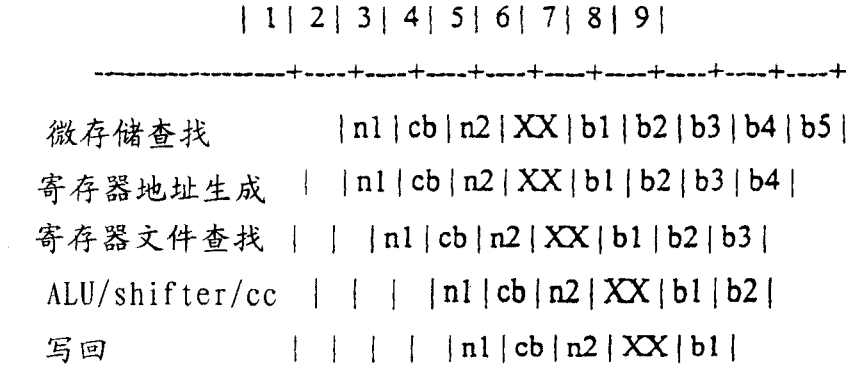 | 1| 2| 3| 4| 5| 6| 7| 8| 9|
------------------+----+----+----+----+----+----+----+----+----+
微存储查找 |n1|cb|n2|XX|b1|b2|b3|b4|b5|
寄存器地址生成 | |n1|cb|n2|XX|b1|b2|b3|b4|
寄存器文件查找 | | |n1|cb|n2|XX|b1|b2|b3|
ALU/shifter/cc | | | |n1|cb|n2|XX|b1|b2|
写回 | | | | |n1|cb|n2|XX|b1|